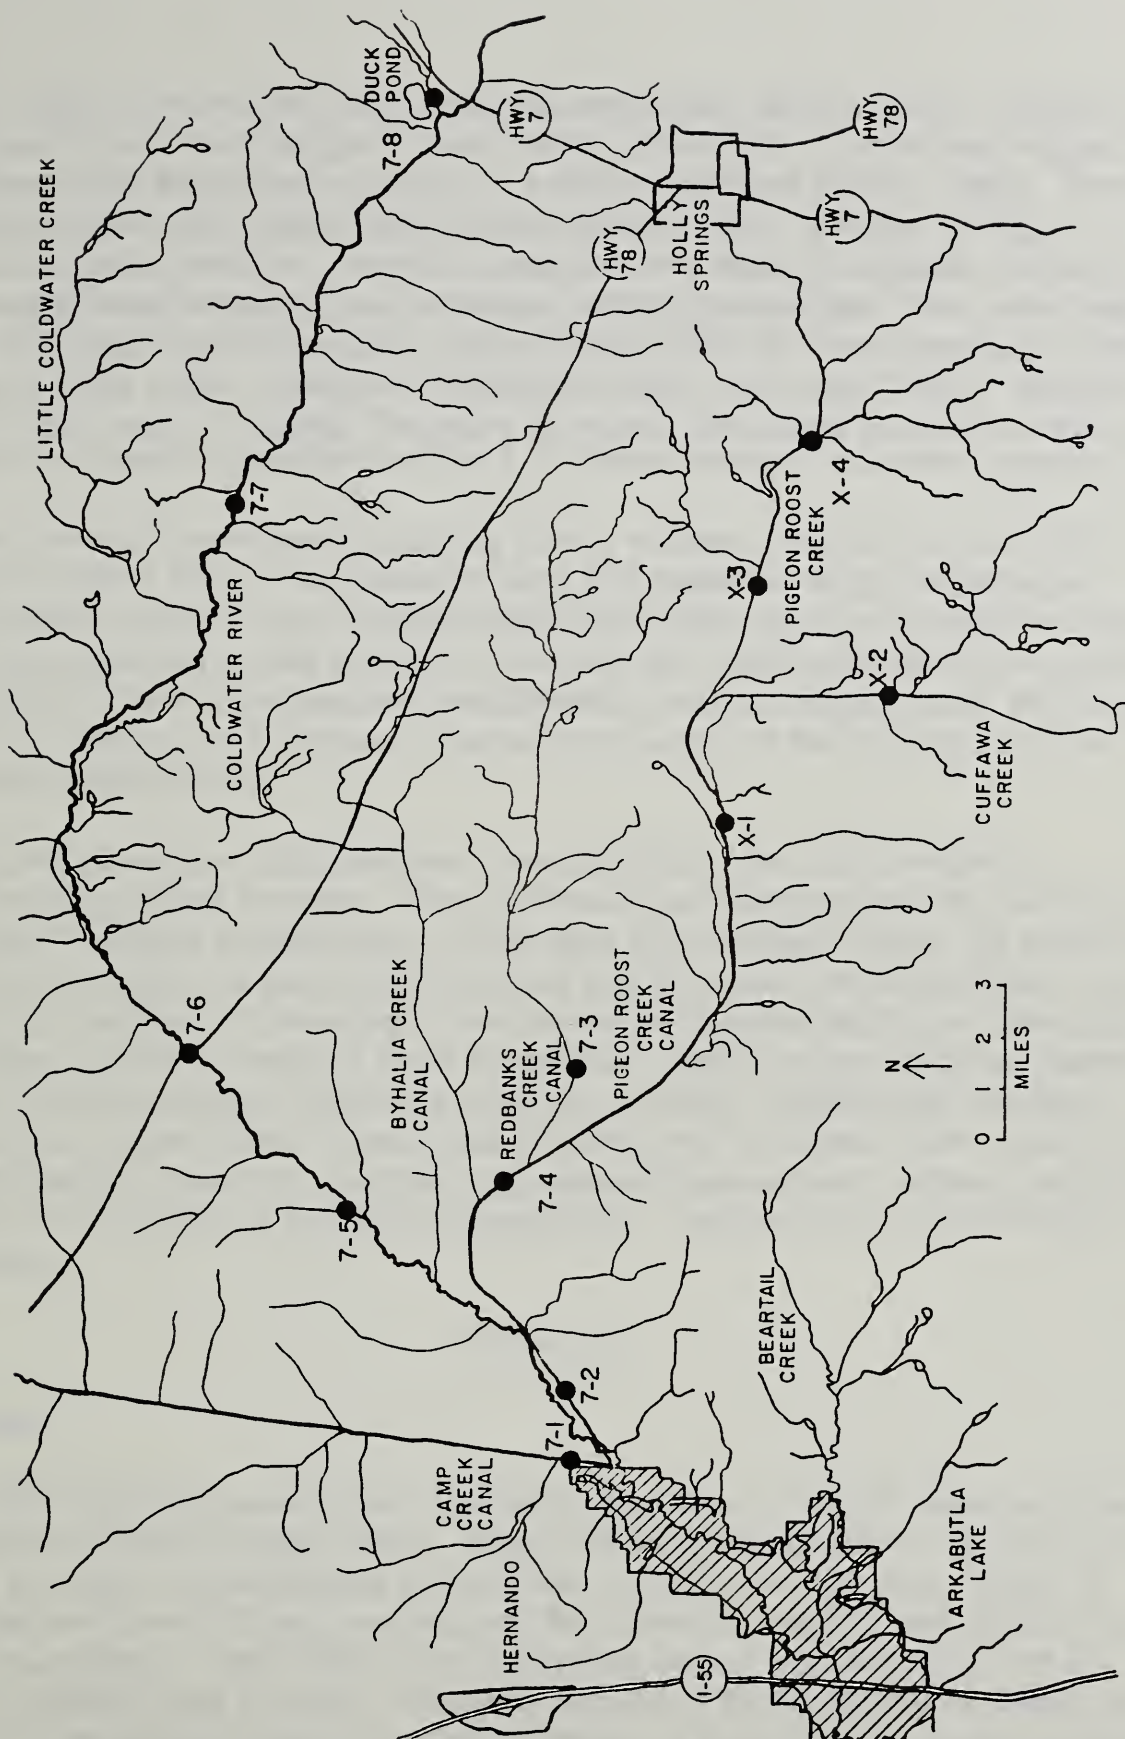 LITTLE COLDWATER CREEK
DUCK
POND
7-8
HWY
7
HWY
78
HOLLY
SPRINGS
HWY
78
HWY
7
7-7
COLDWATER RIVER
X-4
PIGEON ROOST
CREEK
X-3
X-2
CUFFAWA
CREEK
X-1
7-6
BYHALIA CREEK
CANAL
REDBANKS
CREEK
CANAL
7-3
PIGEON ROOST
CREEK
CANAL
7-4
7-5
N
0 1 2 3
MILES
7-2
7-1
CAMP
CREEK
CANAL
BEARTAIL
CREEK
HERNANDO
I-55
ARKABUTLA
LAKE